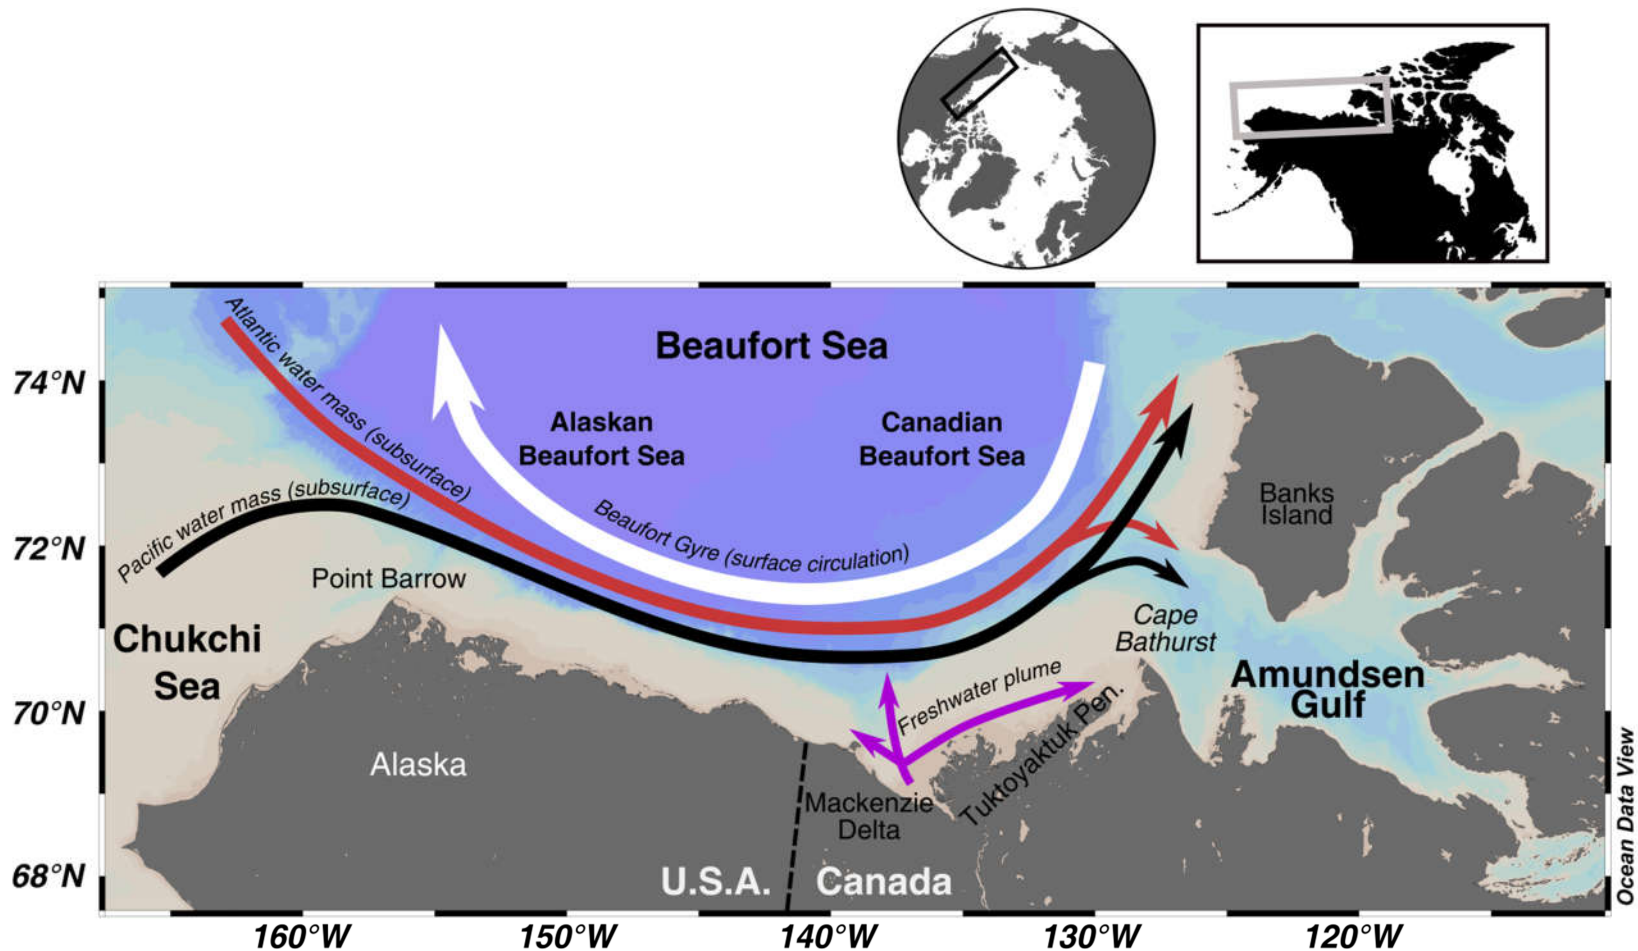 Beaufort Sea
Atlantic water mass (subsurface)
74°N
Alaskan
Beaufort Sea
Canadian
Beaufort Sea
Pacific water mass (subsurface)
Beaufort Gyre (surface circulation)
Banks
Island
72°N
Point Barrow
Chukchi
Sea
Cape
Bathurst
Amundsen
Gulf
70°N
Freshwater plume
Tuktoyaktuk Pen.
Alaska
Mackenzie
Delta
68°N
U.S.A.
Canada
Ocean Data View
160°W
150°W
140°W
130°W
120°W